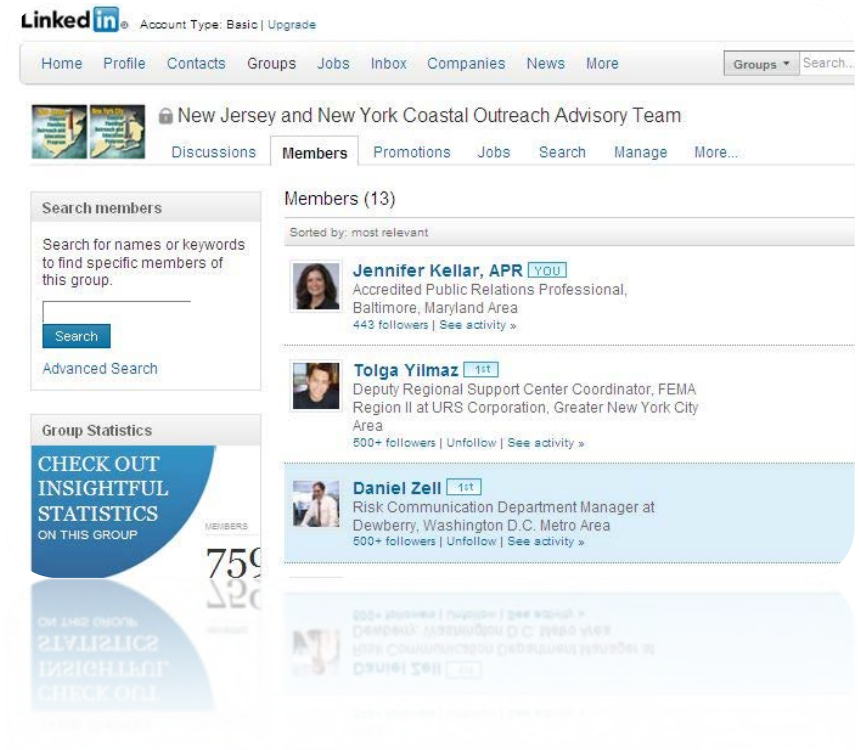 Linked in® Account Type: Basic | Upgrade
Home Profile Contacts Groups Jobs Inbox Companies News More Groups Search...
New Jersey and New York Coastal Outreach Advisory Team
Discussions Members Promotions Jobs Search Manage More...
Search members
Search for names or keywords
to find specific members of
this group.
Search
Advanced Search
Group Statistics
CHECK OUT
INSIGHTFUL
STATISTICS
ON THIS GROUP
MEMBERS
759
Members (13)
Sorted by: most relevant
Jennifer Kellar, APR YOU
Accredited Public Relations Professional,
Baltimore, Maryland Area
443 followers | See activity »
Tolga Yilmaz 1st
Deputy Regional Support Center Coordinator, FEMA
Region II at URS Corporation, Greater New York City
Area
500+ followers | Unfollow | See activity »
Daniel Zell 1st
Risk Communication Department Manager at
Dewberry, Washington D.C. Metro Area
500+ followers | Unfollow | See activity »